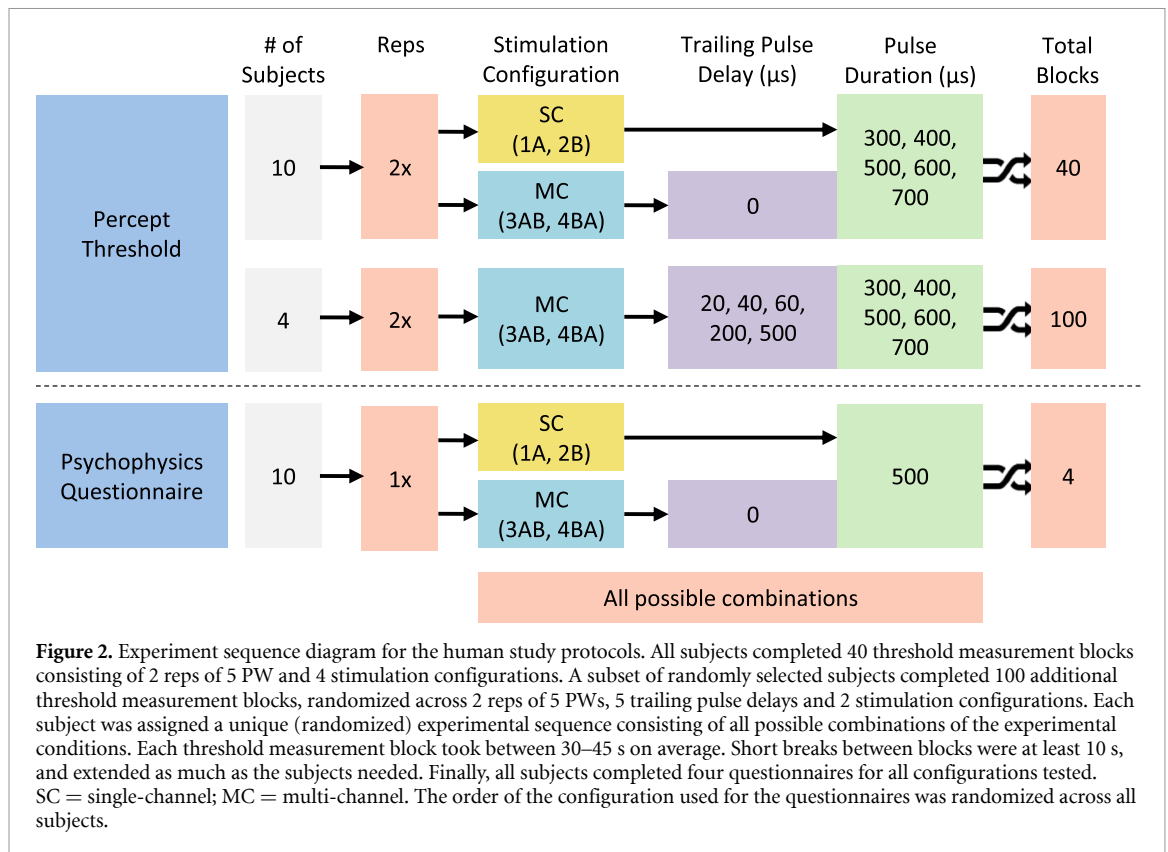 # of Subjects
Reps
Stimulation Configuration
Trailing Pulse Delay (µs)
Pulse Duration (µs)
Total Blocks
Percept Threshold
10
2x
SC
(1A, 2B)
MC
(3AB, 4BA)
0
300, 400,
500, 600,
700
40
4
2x
MC
(3AB, 4BA)
20, 40, 60,
200, 500
300, 400,
500, 600,
700
100
Psychophysics
Questionnaire
10
1x
SC
(1A, 2B)
MC
(3AB, 4BA)
0
500
4
All possible combinations
Figure 2. Experiment sequence diagram for the human study protocols. All subjects completed 40 threshold measurement blocks
consisting of 2 reps of 5 PW and 4 stimulation configurations. A subset of randomly selected subjects completed 100 additional
threshold measurement blocks, randomized across 2 reps of 5 PWs, 5 trailing pulse delays and 2 stimulation configurations. Each
subject was assigned a unique (randomized) experimental sequence consisting of all possible combinations of the experimental
conditions. Each threshold measurement block took between 30–45 s on average. Short breaks between blocks were at least 10 s,
and extended as much as the subjects needed. Finally, all subjects completed four questionnaires for all configurations tested.
SC = single-channel; MC = multi-channel. The order of the configuration used for the questionnaires was randomized across all
subjects.